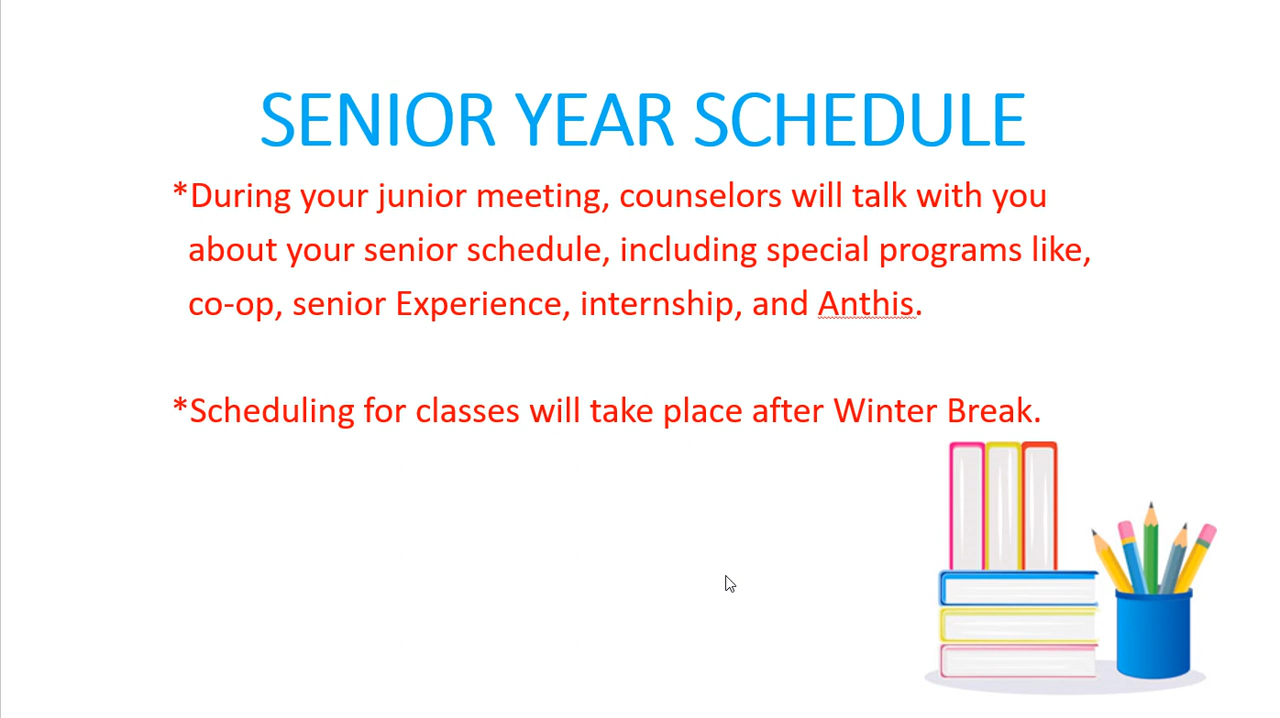 SENIOR YEAR SCHEDULE
*During your junior meeting, counselors will talk with you
about your senior schedule, including special programs like,
co-op, senior Experience, internship, and Anthis.
*Scheduling for classes will take place after Winter Break.